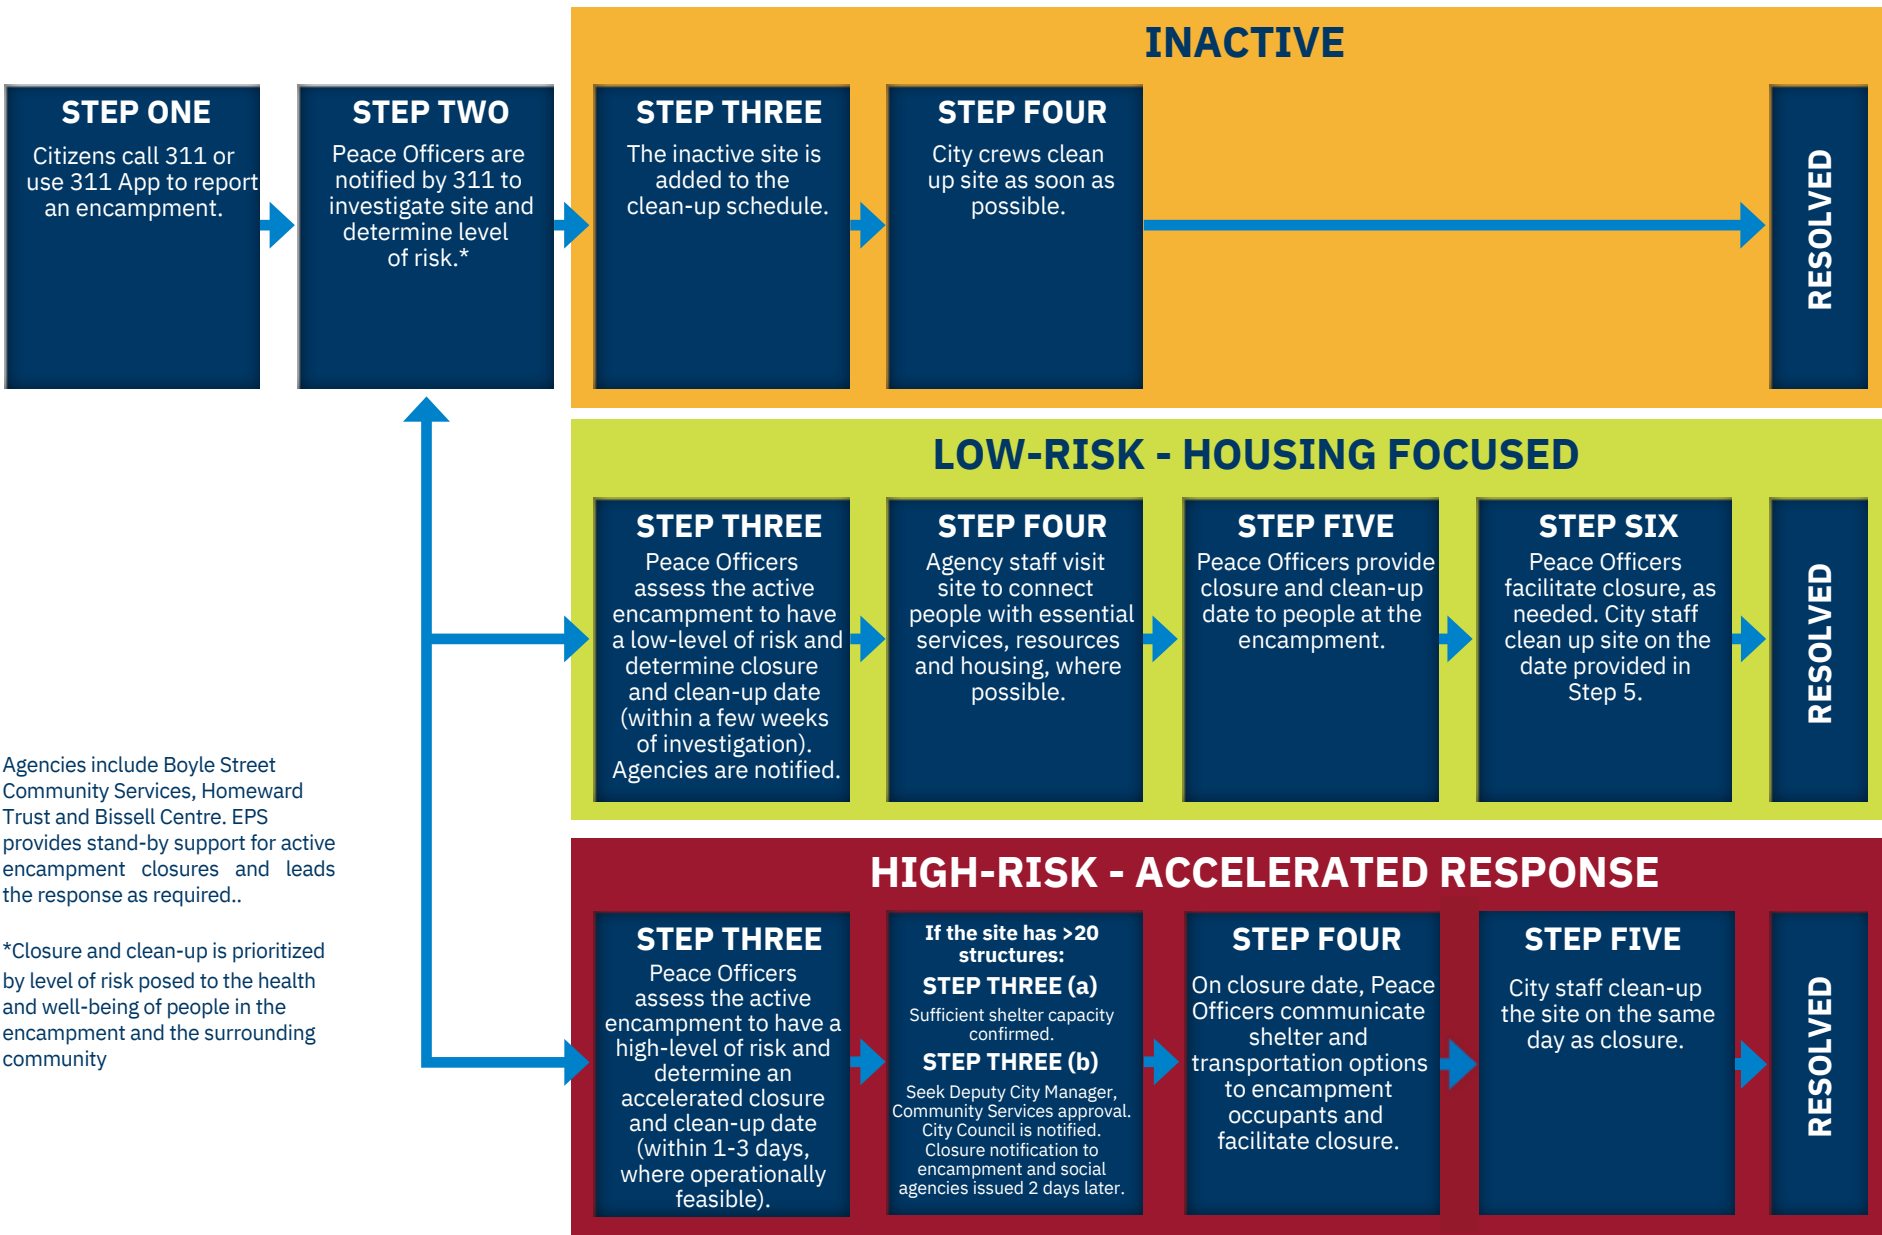 INACTIVE
STEP ONE
Citizens call 311 or
use 311 App to report
an encampment.
STEP TWO
Peace Officers are
notified by 311 to
investigate site and
determine level
of risk.*
STEP THREE
The inactive site is
added to the
clean-up schedule.
STEP FOUR
City crews clean
up site as soon as
possible.
RESOLVED
LOW-RISK - HOUSING FOCUSED
STEP THREE
Peace Officers
assess the active
encampment to have
a low-level of risk and
determine closure
and clean-up date
(within a few weeks
of investigation).
Agencies are notified.
STEP FOUR
Agency staff visit
site to connect
people with essential
services, resources
and housing, where
possible.
STEP FIVE
Peace Officers provide
closure and clean-up
date to people at the
encampment.
STEP SIX
Peace Officers
facilitate closure, as
needed. City staff
clean up site on the
date provided in
Step 5.
RESOLVED
Agencies include Boyle Street
Community Services, Homeward
Trust and Bissell Centre. EPS
provides stand-by support for active
encampment closures and leads
the response as required..
*Closure and clean-up is prioritized
by level of risk posed to the health
and well-being of people in the
encampment and the surrounding
community
HIGH-RISK - ACCELERATED RESPONSE
STEP THREE
Peace Officers
assess the active
encampment to have a
high-level of risk and
determine an
accelerated closure
and clean-up date
(within 1-3 days,
where operationally
feasible).
If the site has >20
structures:
STEP THREE (a)
Sufficient shelter capacity
confirmed.
STEP THREE (b)
Seek Deputy City Manager,
Community Services approval.
City Council is notified.
Closure notification to
encampment and social
agencies issued 2 days later.
STEP FOUR
On closure date, Peace
Officers communicate
shelter and
transportation options
to encampment
occupants and
facilitate closure.
STEP FIVE
City staff clean-up
the site on the same
day as closure.
RESOLVED